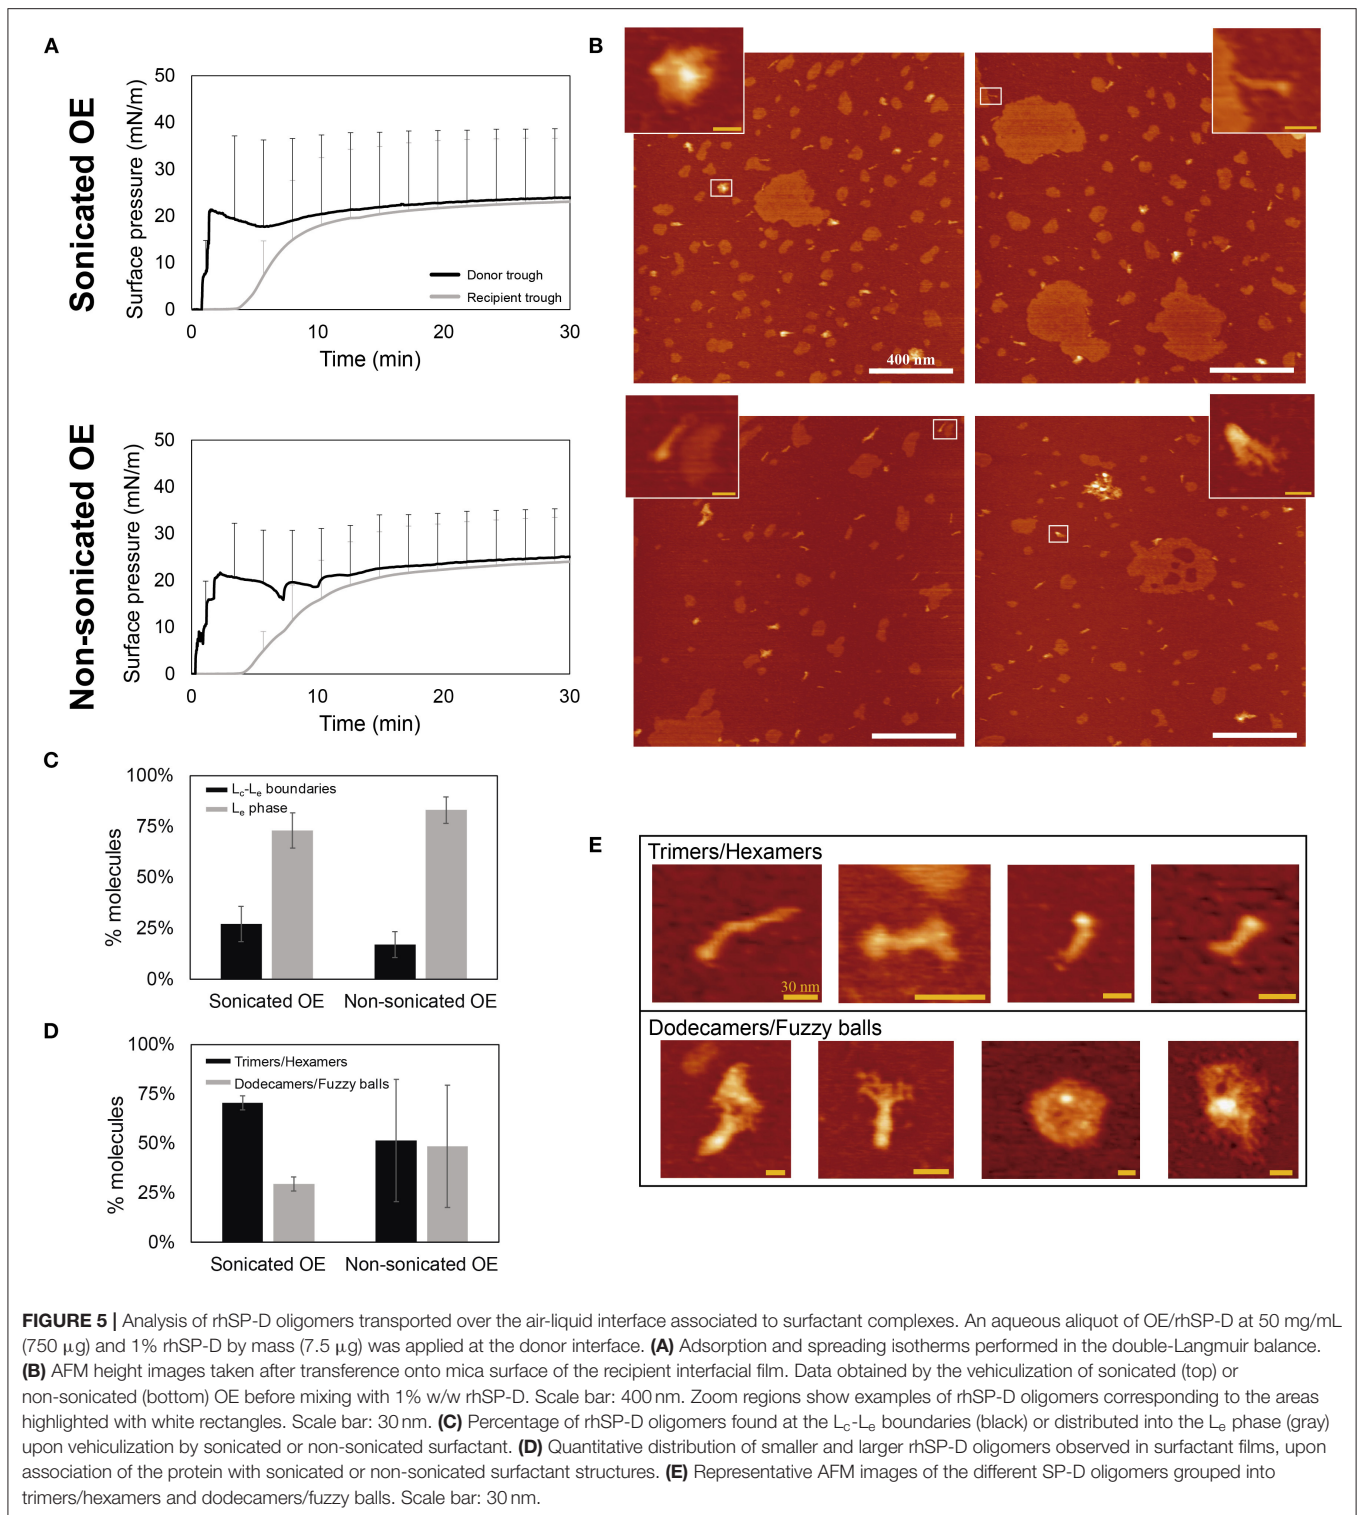 A
Sonicated OE
Surface pressure (mN/m)
50
40
30
20
10
0
0 10 20 30
Time (min)
Donor trough
Recipient trough
Non-sonicated OE
Surface pressure (mN/m)
50
40
30
20
10
0
0 10 20 30
Time (min)
B
400 nm
C
% molecules
100%
75%
50%
25%
0%
Lc-Le boundaries
Le phase
Sonicated OE Non-sonicated OE
D
% molecules
100%
75%
50%
25%
0%
Trimers/Hexamers
Dodecamers/Fuzzy balls
Sonicated OE Non-sonicated OE
E
Trimers/Hexamers
30 nm
Dodecamers/Fuzzy balls
FIGURE 5 | Analysis of rhSP-D oligomers transported over the air-liquid interface associated to surfactant complexes. An aqueous aliquot of OE/rhSP-D at 50 mg/mL
(750 μg) and 1% rhSP-D by mass (7.5 μg) was applied at the donor interface. (A) Adsorption and spreading isotherms performed in the double-Langmuir balance.
(B) AFM height images taken after transference onto mica surface of the recipient interfacial film. Data obtained by the vehiculization of sonicated (top) or
non-sonicated (bottom) OE before mixing with 1% w/w rhSP-D. Scale bar: 400 nm. Zoom regions show examples of rhSP-D oligomers corresponding to the areas
highlighted with white rectangles. Scale bar: 30 nm. (C) Percentage of rhSP-D oligomers found at the Lc-Le boundaries (black) or distributed into the Le phase (gray)
upon vehiculization by sonicated or non-sonicated surfactant. (D) Quantitative distribution of smaller and larger rhSP-D oligomers observed in surfactant films, upon
association of the protein with sonicated or non-sonicated surfactant structures. (E) Representative AFM images of the different SP-D oligomers grouped into
trimers/hexamers and dodecamers/fuzzy balls. Scale bar: 30 nm.